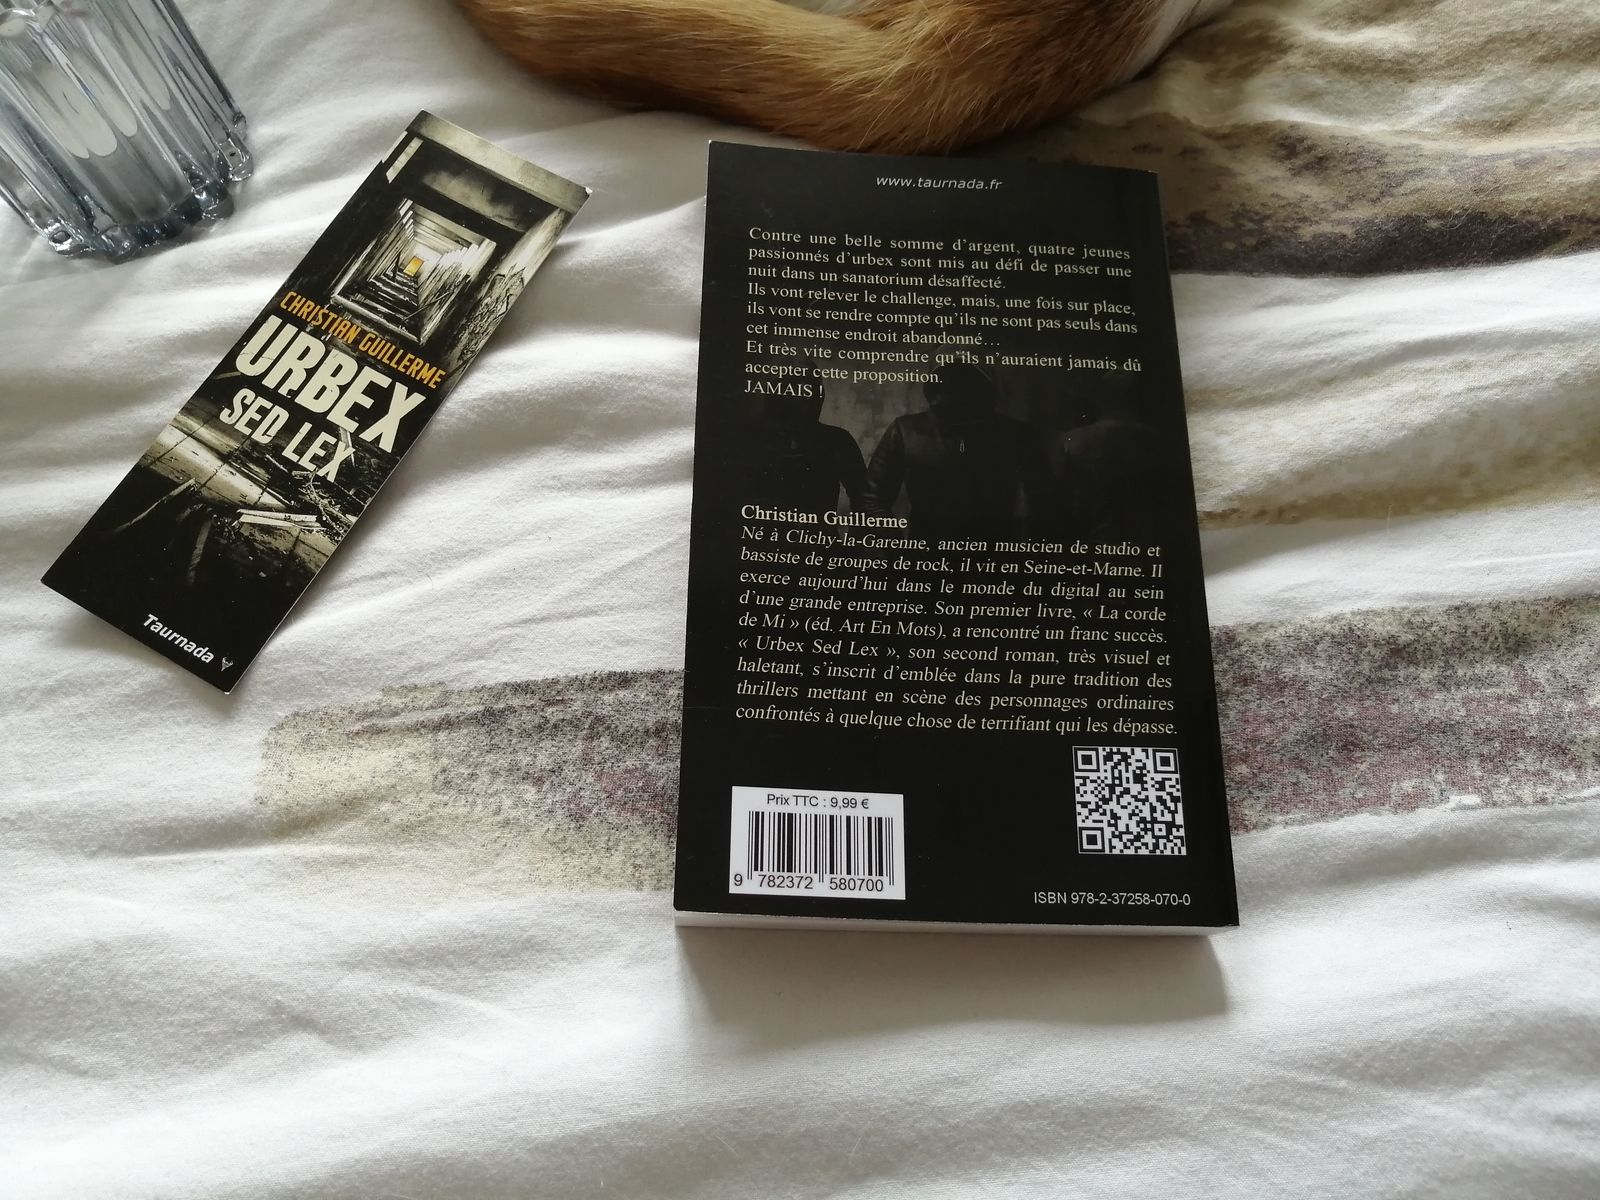 CHRISTIAN GUILLERME
URBEX
SED LEX
Taurnada
www.taurnada.fr
Contre une belle somme d'argent, quatre jeunes
passionnés d'urbex sont mis au défi de passer une
nuit dans un sanatorium désaffecté.
Ils vont relever le challenge, mais, une fois sur place,
ils vont se rendre compte qu'ils ne sont pas seuls dans
cet immense endroit abandonné…
Et très vite comprendre qu'ils n'auraient jamais dû
accepter cette proposition.
JAMAIS !
Christian Guillerme
Né à Clichy-la-Garenne, ancien musicien de studio et
bassiste de groupes de rock, il vit en Seine-et-Marne. Il
exerce aujourd'hui dans le monde du digital au sein
d'une grande entreprise. Son premier livre, « La corde
de Mi » (éd. Art En Mots), a rencontré un franc succès.
« Urbex Sed Lex », son second roman, très visuel et
haletant, s'inscrit d'emblée dans la pure tradition des
thrillers mettant en scène des personnages ordinaires
confrontés à quelque chose de terrifiant qui les dépasse.
Prix TTC : 9,99 €
9 782372 580700
ISBN 978-2-37258-070-0